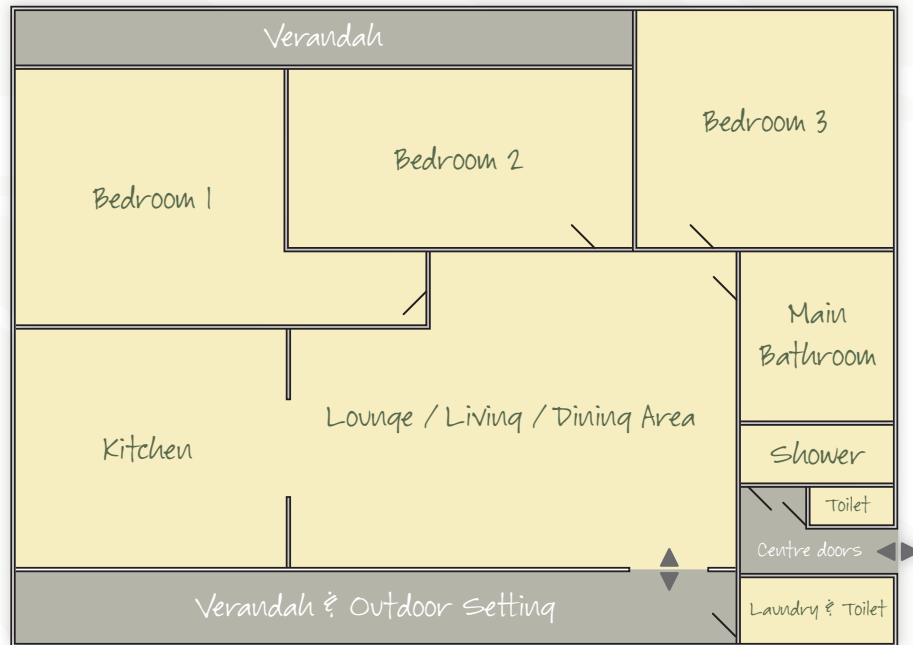 Verandah
Bedroom 3
Bedroom 2
Bedroom 1
Main
Bathroom
Lounge / Living / Dining Area
Kitchen
Shower
Toilet
Centre doors
Verandah & Outdoor Setting
Laundry & Toilet